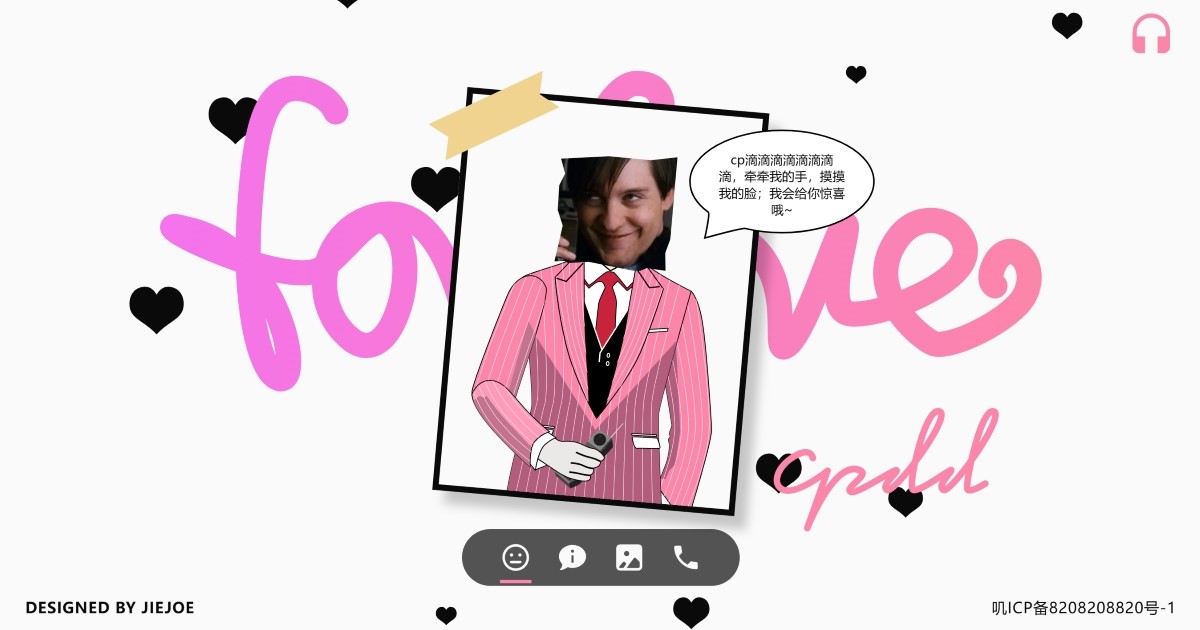 for love
cp滴滴滴滴滴滴滴
滴，牵牵我的手，摸摸
我的脸；我会给你惊喜
哦~
cpdd
DESIGNED BY JIEJOE
叽ICP备8208208820号-1